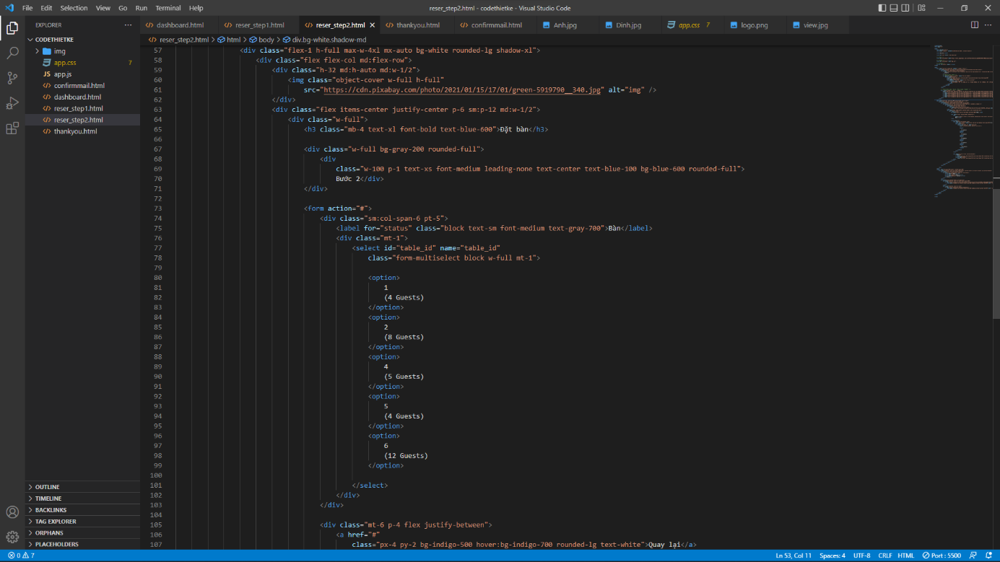 File Edit Selection View Go Run Terminal Help
reser_step2.html - codethietke - Visual Studio Code
EXPLORER
CODETHIETKE
img
app.css 7
app.js
confirmmail.html
dashboard.html
reser_step1.html
reser_step2.html
thankyou.html
OUTLINE
TIMELINE
BACKLINKS
TAG EXPLORER
ORPHANS
PLACEHOLDERS
dashboard.html reser_step1.html reser_step2.html thankyou.html confirmmail.html Anh.jpg Dinh.jpg app.css 7 logo.png view.jpg
reser_step2.html > html > body > div.bg-white.shadow-md
57 <div class="flex-1 h-full max-w-4xl mx-auto bg-white rounded-lg shadow-xl">
58 <div class="flex flex-col md:flex-row">
59 <div class="h-32 md:h-auto md:w-1/2">
60 <img class="object-cover w-full h-full"
61 src="https://cdn.pixabay.com/photo/2021/01/15/17/01/green-5919790__340.jpg" alt="img" />
62 </div>
63 <div class="flex items-center justify-center p-6 sm:p-12 md:w-1/2">
64 <div class="w-full">
65 <h3 class="mb-4 text-xl font-bold text-blue-600">Đặt bàn</h3>
66
67 <div class="w-full bg-gray-200 rounded-full">
68 <div
69 class="w-100 p-1 text-xs font-medium leading-none text-center text-blue-100 bg-blue-600 rounded-full">
70 Bước 2</div>
71 </div>
72
73 <form action="#">
74 <div class="sm:col-span-6 pt-5">
75 <label for="status" class="block text-sm font-medium text-gray-700">Bàn</label>
76 <div class="mt-1">
77 <select id="table_id" name="table_id"
78 class="form-multiselect block w-full mt-1">
79
80 <option>
81 1
82 (4 Guests)
83 </option>
84 <option>
85 2
86 (8 Guests)
87 </option>
88 <option>
89 4
90 (5 Guests)
91 </option>
92 <option>
93 5
94 (4 Guests)
95 </option>
96 <option>
97 6
98 (12 Guests)
99 </option>
100
101 </select>
102 </div>
103 </div>
104
105 <div class="mt-6 p-4 flex justify-between">
106 <a href="#"
107 class="px-4 py-2 bg-indigo-500 hover:bg-indigo-700 rounded-lg text-white">Quay lại</a>
0 7 Ln 53, Col 11 Spaces: 4 UTF-8 CRLF HTML Port : 5500